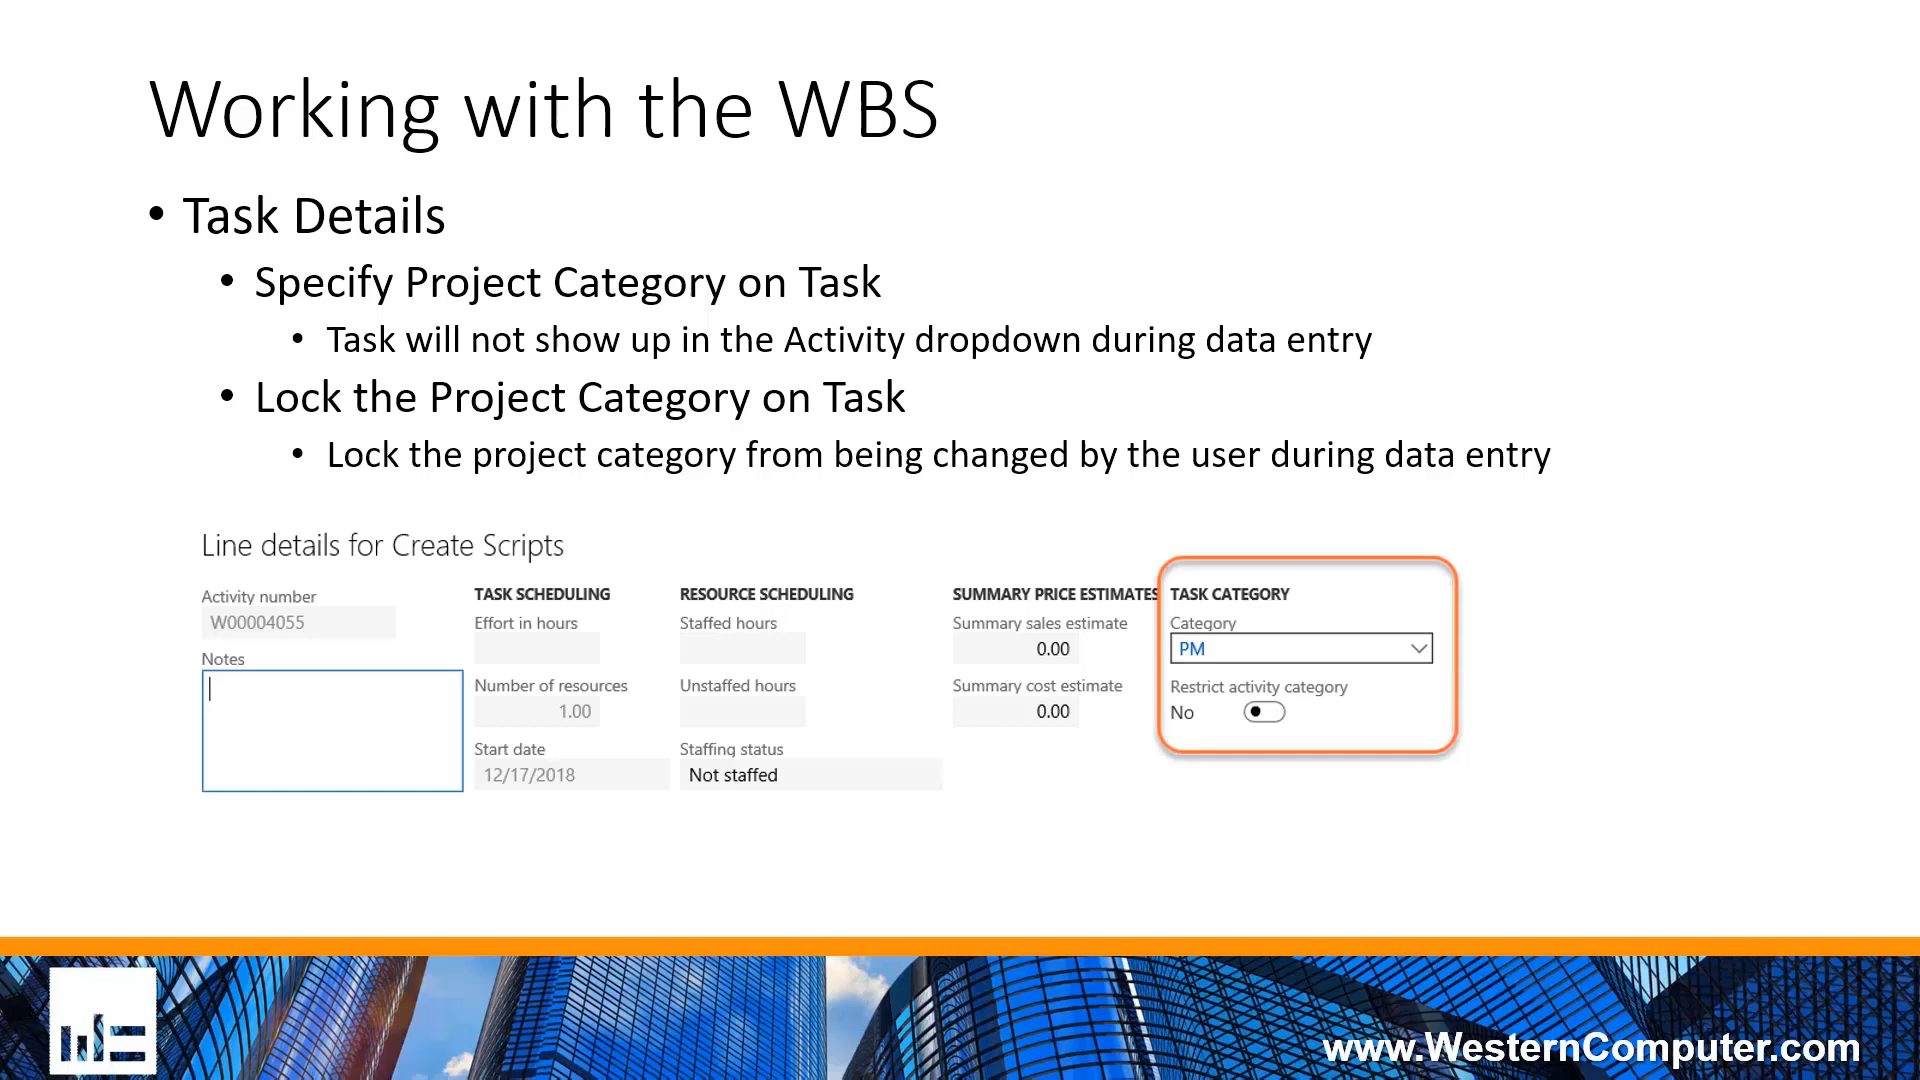 Working with the WBS
• Task Details
• Specify Project Category on Task
• Task will not show up in the Activity dropdown during data entry
• Lock the Project Category on Task
• Lock the project category from being changed by the user during data entry
Line details for Create Scripts
Activity number
W00004055
Notes
TASK SCHEDULING
Effort in hours
Number of resources
1.00
Start date
12/17/2018
RESOURCE SCHEDULING
Staffed hours
Unstaffed hours
Staffing status
Not staffed
SUMMARY PRICE ESTIMATES
Summary sales estimate
0.00
Summary cost estimate
0.00
TASK CATEGORY
Category
PM
Restrict activity category
No
www.WesternComputer.com